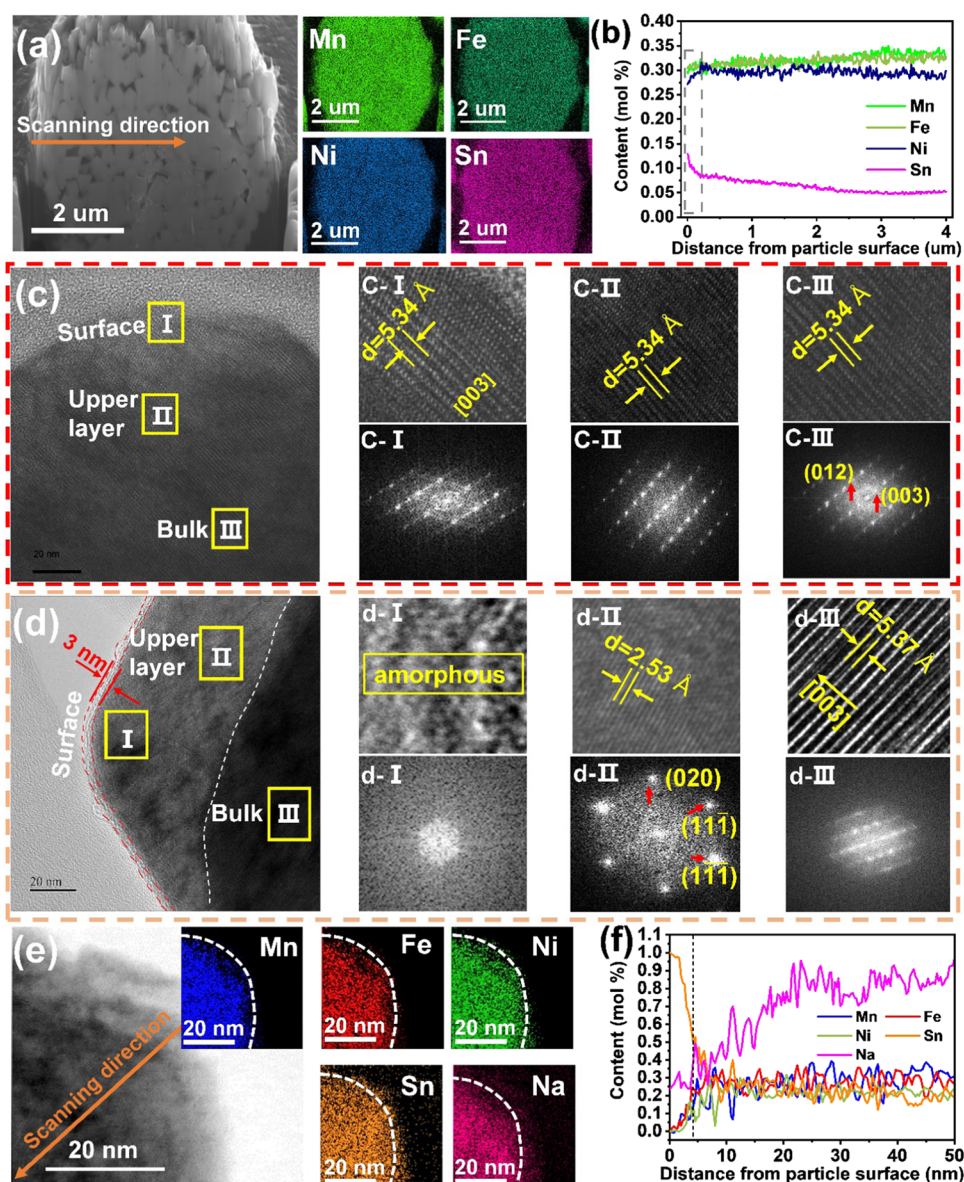 (a)
Scanning direction
2 um
Mn
2 um
Fe
2 um
Ni
2 um
Sn
2 um
(b)
Content (mol %)
0.40
0.35
0.30
0.25
0.20
0.15
0.10
0.05
0.00
Mn
Fe
Ni
Sn
0 1 2 3 4
Distance from particle surface (um)
(c)
Surface
I
Upper
layer
II
Bulk
III
20 nm
C-I
d=5.34 Å
[003]
C-II
d=5.34 Å
C-III
d=5.34 Å
C-I
C-II
C-III
(012)
(003)
(d)
3 nm
Surface
Upper
layer
II
I
Bulk
III
20 nm
d-I
amorphous
d-II
d=2.53 Å
d-III
d=5.37 Å
[003]
d-I
d-II
(020)
(111̄)
(11̄1̄)
d-III
(e)
Scanning direction
20 nm
Mn
20 nm
Fe
20 nm
Ni
20 nm
Sn
20 nm
Na
20 nm
(f)
Content (mol %)
1.1
1.0
0.9
0.8
0.7
0.6
0.5
0.4
0.3
0.2
0.1
0.0
Mn
Fe
Ni
Sn
Na
0 10 20 30 40 50
Distance from particle surface (nm)